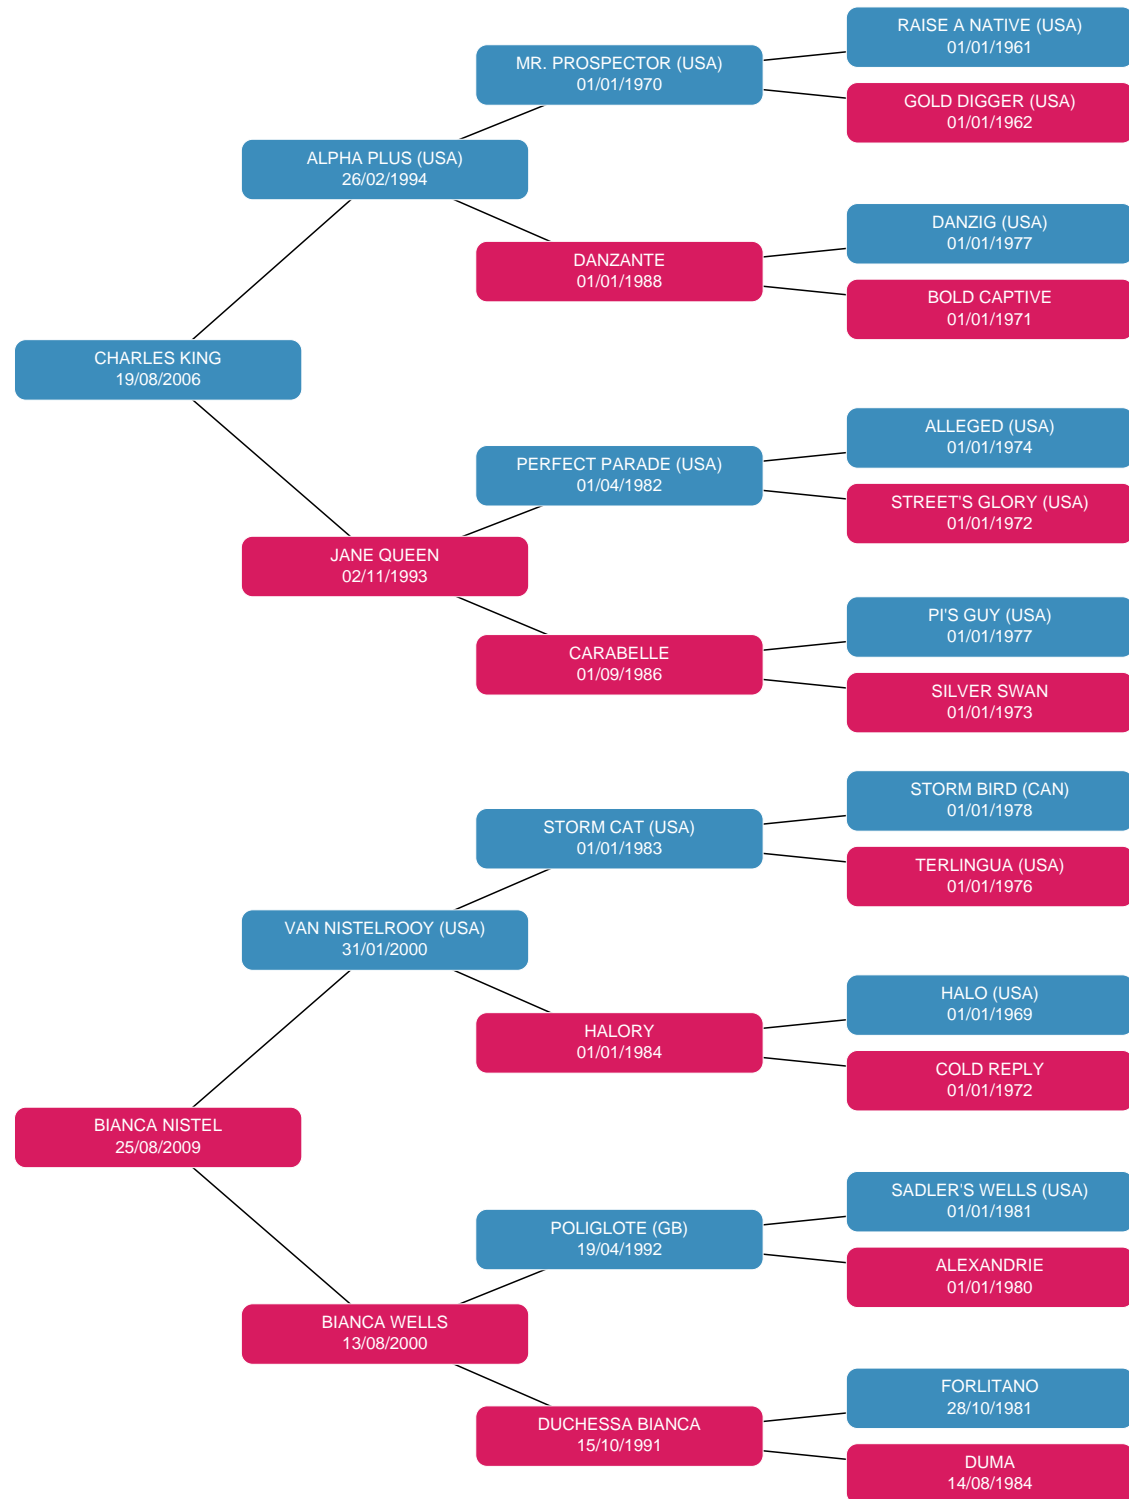 RAISE A NATIVE (USA)
01/01/1961
MR. PROSPECTOR (USA)
01/01/1970
GOLD DIGGER (USA)
01/01/1962
ALPHA PLUS (USA)
26/02/1994
DANZIG (USA)
01/01/1977
DANZANTE
01/01/1988
BOLD CAPTIVE
01/01/1971
CHARLES KING
19/08/2006
ALLEGED (USA)
01/01/1974
PERFECT PARADE (USA)
01/04/1982
STREET'S GLORY (USA)
01/01/1972
JANE QUEEN
02/11/1993
PI'S GUY (USA)
01/01/1977
CARABELLE
01/09/1986
SILVER SWAN
01/01/1973
STORM BIRD (CAN)
01/01/1978
STORM CAT (USA)
01/01/1983
TERLINGUA (USA)
01/01/1976
VAN NISTELROOY (USA)
31/01/2000
HALO (USA)
01/01/1969
HALORY
01/01/1984
COLD REPLY
01/01/1972
BIANCA NISTEL
25/08/2009
SADLER'S WELLS (USA)
01/01/1981
POLIGLOTE (GB)
19/04/1992
ALEXANDRIE
01/01/1980
BIANCA WELLS
13/08/2000
FORLITANO
28/10/1981
DUCHESSA BIANCA
15/10/1991
DUMA
14/08/1984